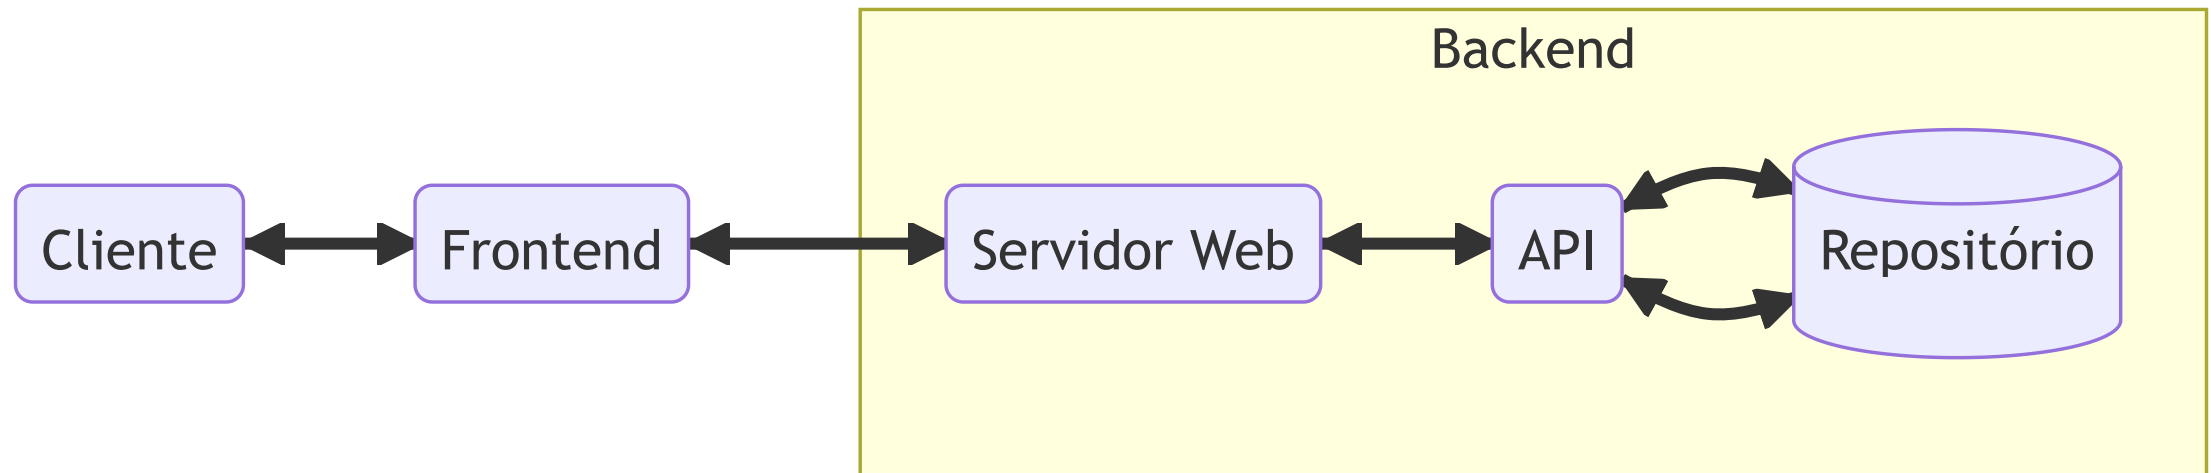 Backend
Cliente
Frontend
Servidor Web
API
Repositório